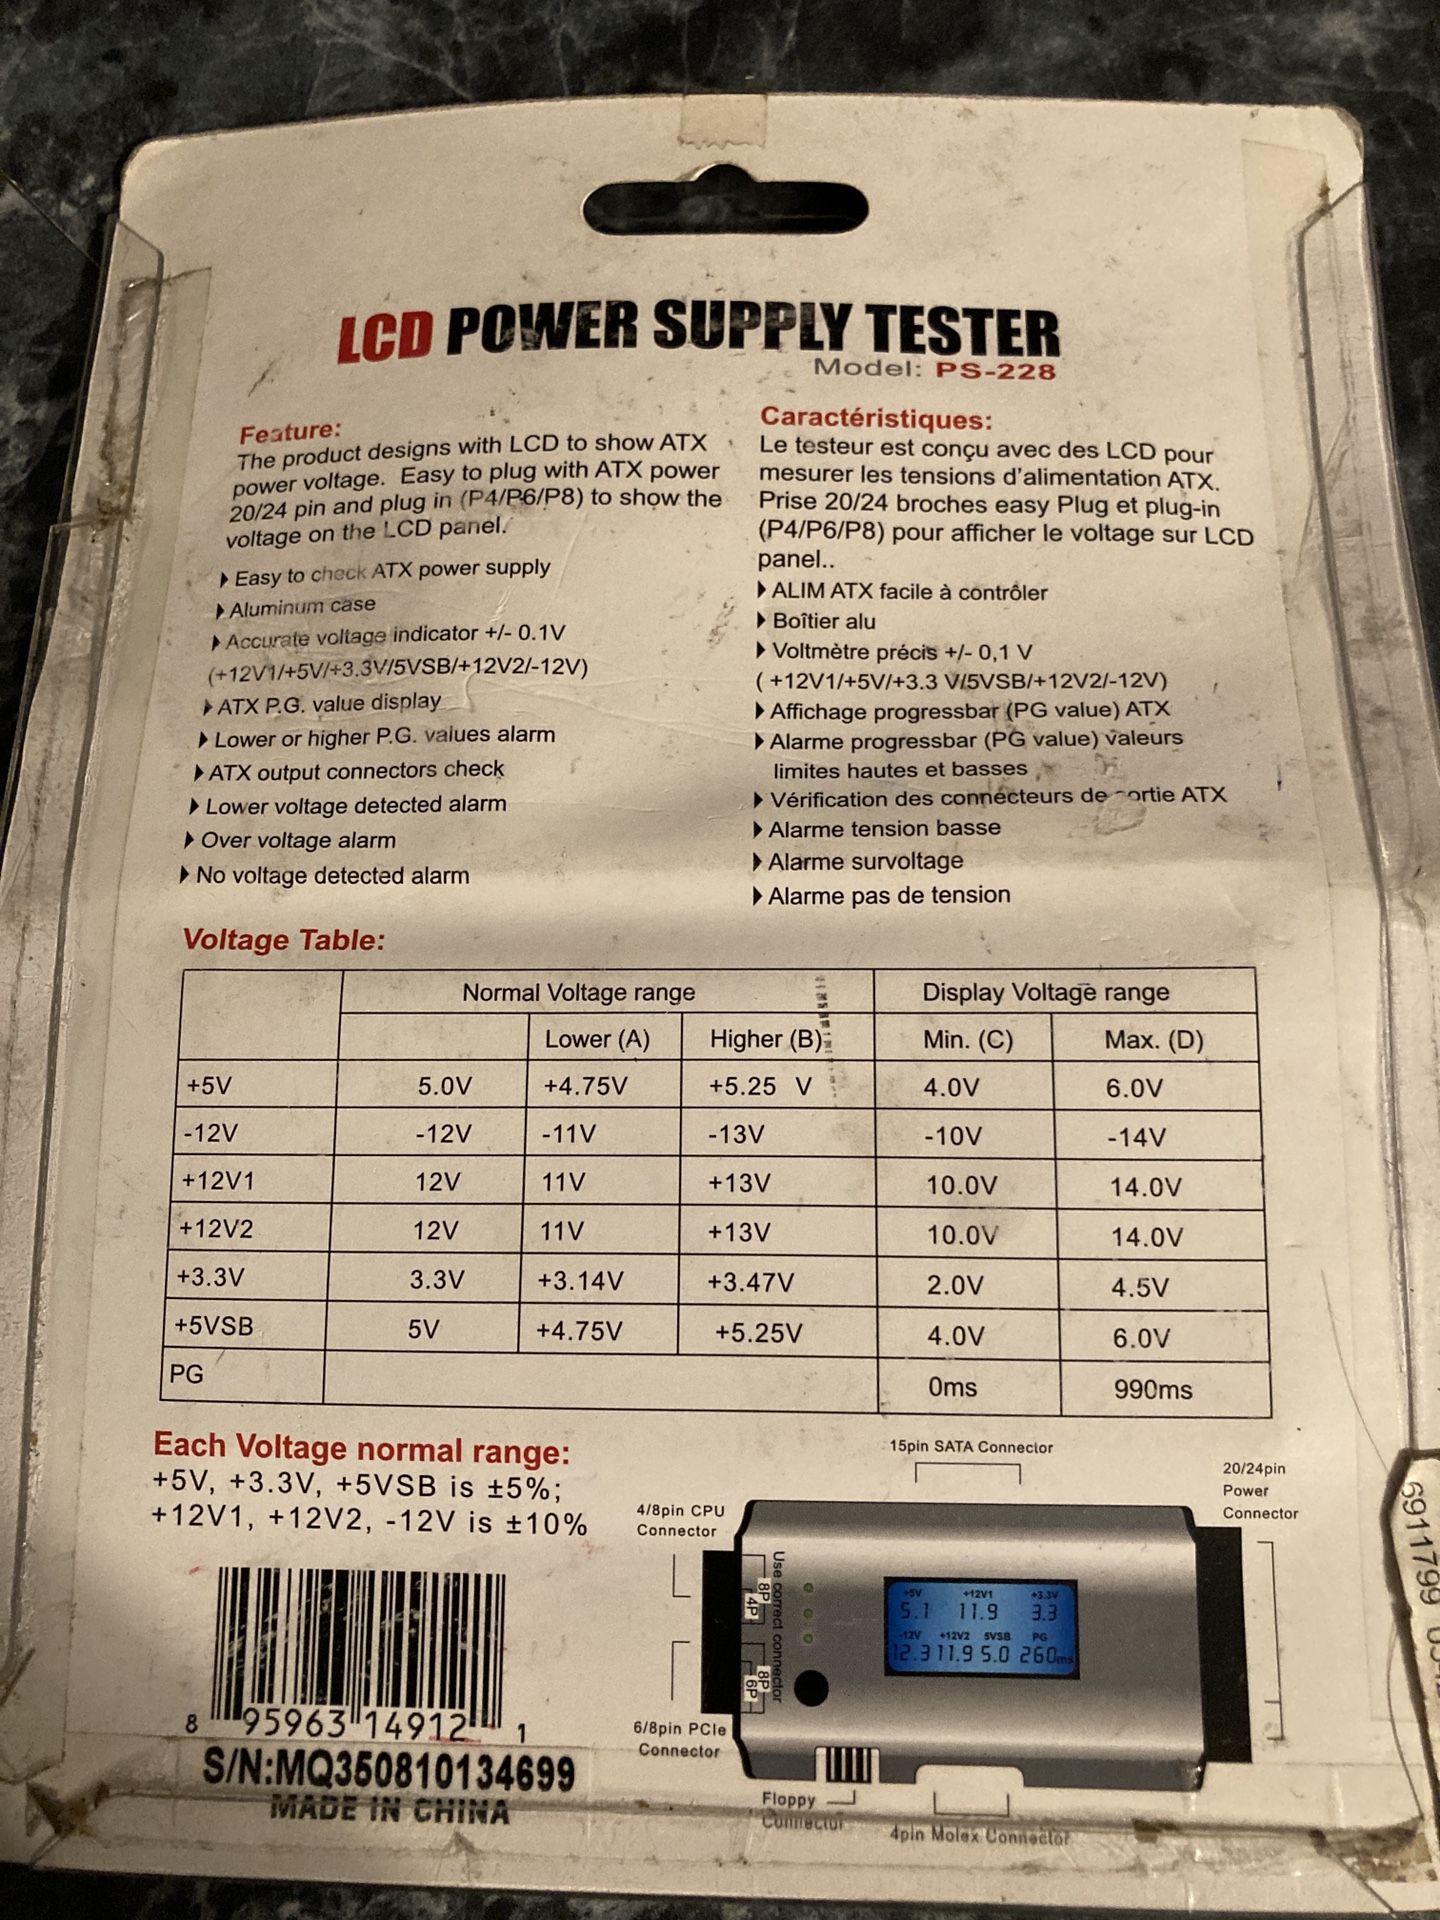 LCD POWER SUPPLY TESTER
Model: PS-228
Feature:
The product designs with LCD to show ATX
power voltage. Easy to plug with ATX power
20/24 pin and plug in (P4/P6/P8) to show the
voltage on the LCD panel.
Easy to check ATX power supply
Aluminum case
Accurate voltage indicator +/- 0.1V
(+12V1/+5V/+3.3V/5VSB/+12V2/-12V)
ATX P.G. value display
Lower or higher P.G. values alarm
ATX output connectors check
Lower voltage detected alarm
Over voltage alarm
No voltage detected alarm
Caractéristiques:
Le testeur est conçu avec des LCD pour
mesurer les tensions d'alimentation ATX.
Prise 20/24 broches easy Plug et plug-in
(P4/P6/P8) pour afficher le voltage sur LCD
panel..
ALIM ATX facile à contrôler
Boîtier alu
Voltmètre précis +/- 0,1 V
( +12V1/+5V/+3.3 V/5VSB/+12V2/-12V)
Affichage progressbar (PG value) ATX
Alarme progressbar (PG value) valeurs
limites hautes et basses
Vérification des connecteurs de sortie ATX
Alarme tension basse
Alarme survoltage
Alarme pas de tension
Voltage Table:
Normal Voltage range Display Voltage range
Lower (A) Higher (B) Min. (C) Max. (D)
+5V 5.0V +4.75V +5.25 V 4.0V 6.0V
-12V -12V -11V -13V -10V -14V
+12V1 12V 11V +13V 10.0V 14.0V
+12V2 12V 11V +13V 10.0V 14.0V
+3.3V 3.3V +3.14V +3.47V 2.0V 4.5V
+5VSB 5V +4.75V +5.25V 4.0V 6.0V
PG 0ms 990ms
Each Voltage normal range:
+5V, +3.3V, +5VSB is ±5%;
+12V1, +12V2, -12V is ±10%
8 95963 14912 1
S/N:MQ350810134699
MADE IN CHINA
15pin SATA Connector
20/24pin
Power
Connector
4/8pin CPU
Connector
8P
4P
Use correct connector
8P
6P
+5V +12V1 +3.3V
5.1 11.9 3.3
-12V +12V2 5VSB PG
12.3 11.9 5.0 260ms
6/8pin PCIe
Connector
Floppy
Connector
4pin Molex Connector
6911799